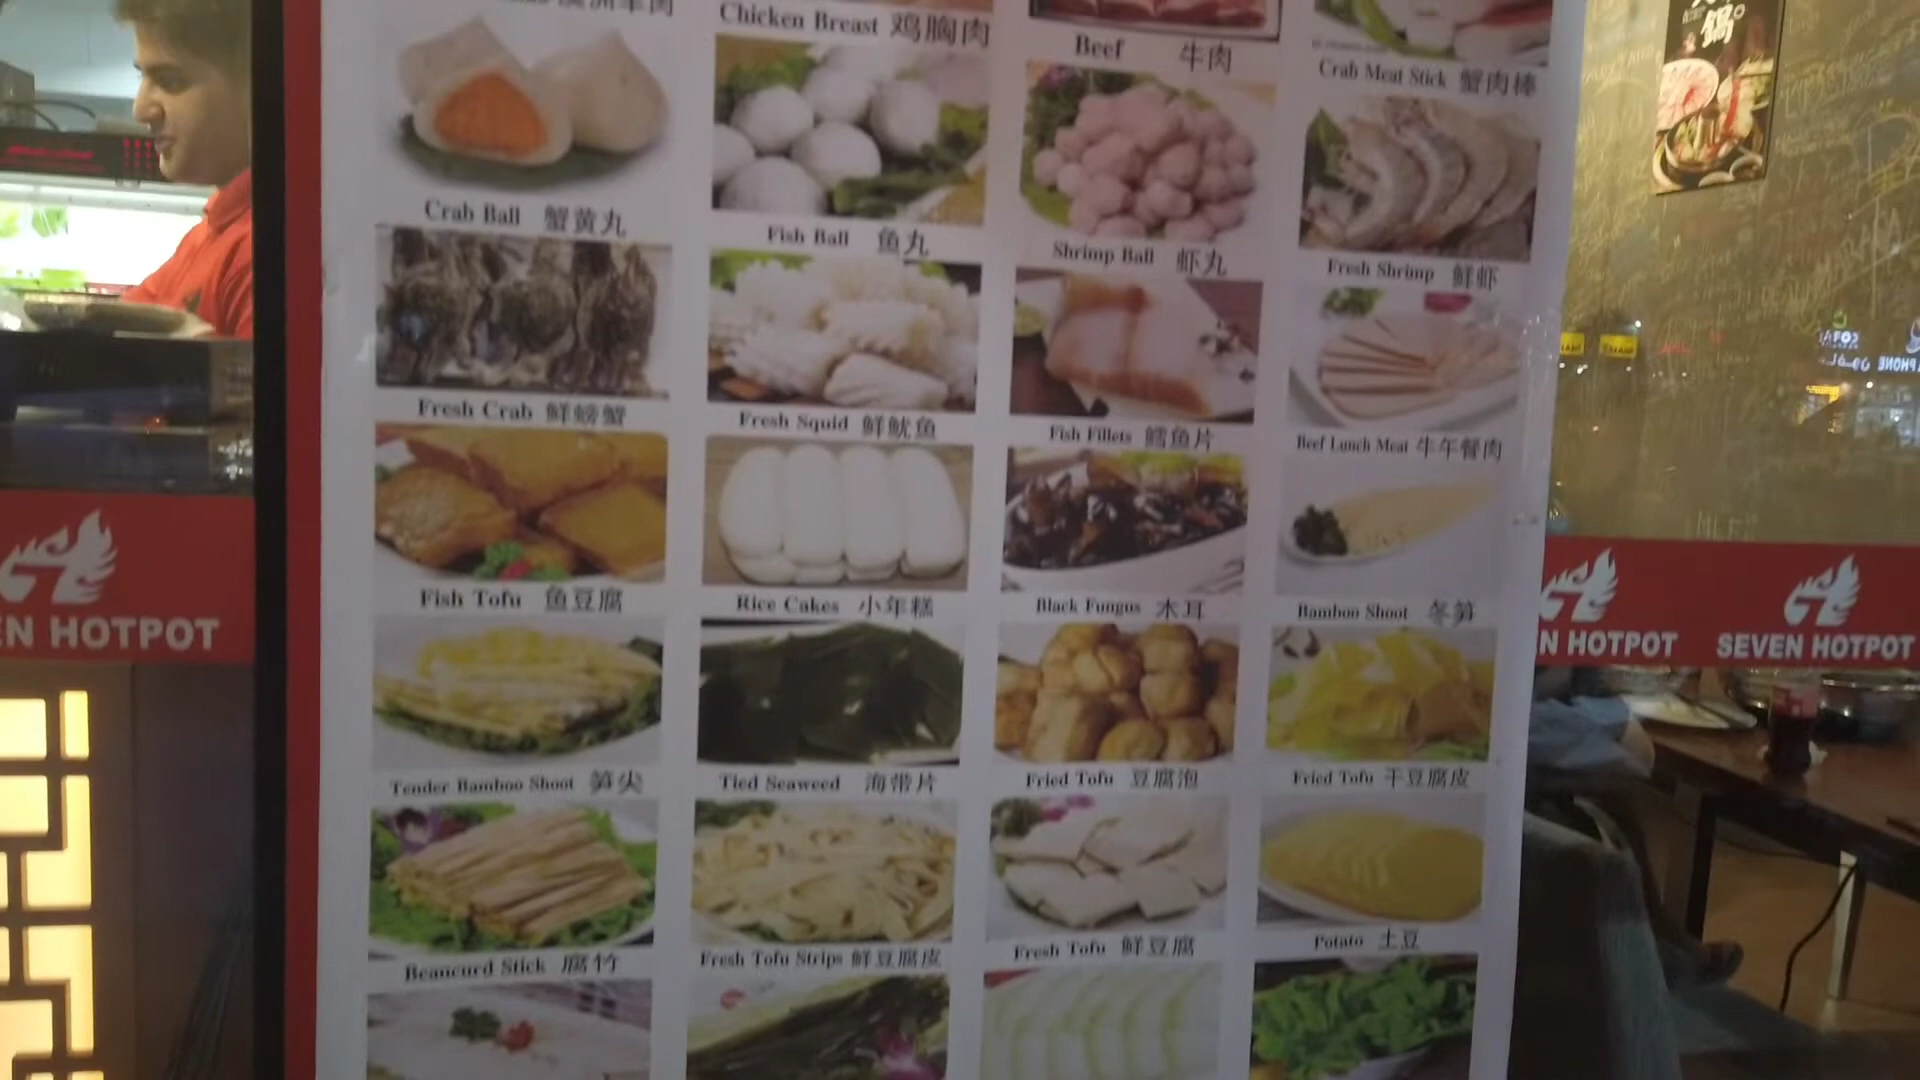 Chicken Breast 鸡胸肉
Beef 牛肉
Crab Meat Stick 蟹肉棒
Crab Ball 蟹黄丸
Fish Ball 鱼丸
Shrimp Ball 虾丸
Fresh Shrimp 鲜虾
Fresh Crab 鲜螃蟹
Fresh Squid 鲜鱿鱼
Fish Fillets 鳕鱼片
Beef Lunch Meat 牛午餐肉
Fish Tofu 鱼豆腐
Rice Cakes 小年糕
Black Fungus 木耳
Bamboo Shoot 冬笋
Tender Bamboo Shoot 笋尖
Tied Seaweed 海带片
Fried Tofu 豆腐泡
Fried Tofu 干豆腐皮
Beancurd Stick 腐竹
Fresh Tofu Strips 鲜豆腐皮
Fresh Tofu 鲜豆腐
Potato 土豆
EN HOTPOT
EN HOTPOT
SEVEN HOTPOT
锅